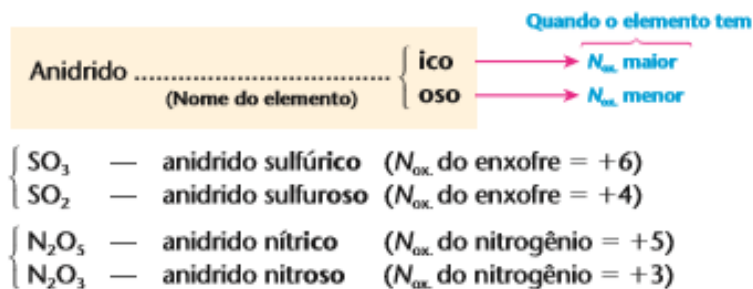 Quando o elemento tem
Anidrido ........................................ ico → Nox. maior
(Nome do elemento) oso → Nox. menor
SO₃ — anidrido sulfúrico (Nox. do enxofre = +6)
SO₂ — anidrido sulfuroso (Nox. do enxofre = +4)
N₂O₅ — anidrido nítrico (Nox. do nitrogênio = +5)
N₂O₃ — anidrido nitroso (Nox. do nitrogênio = +3)